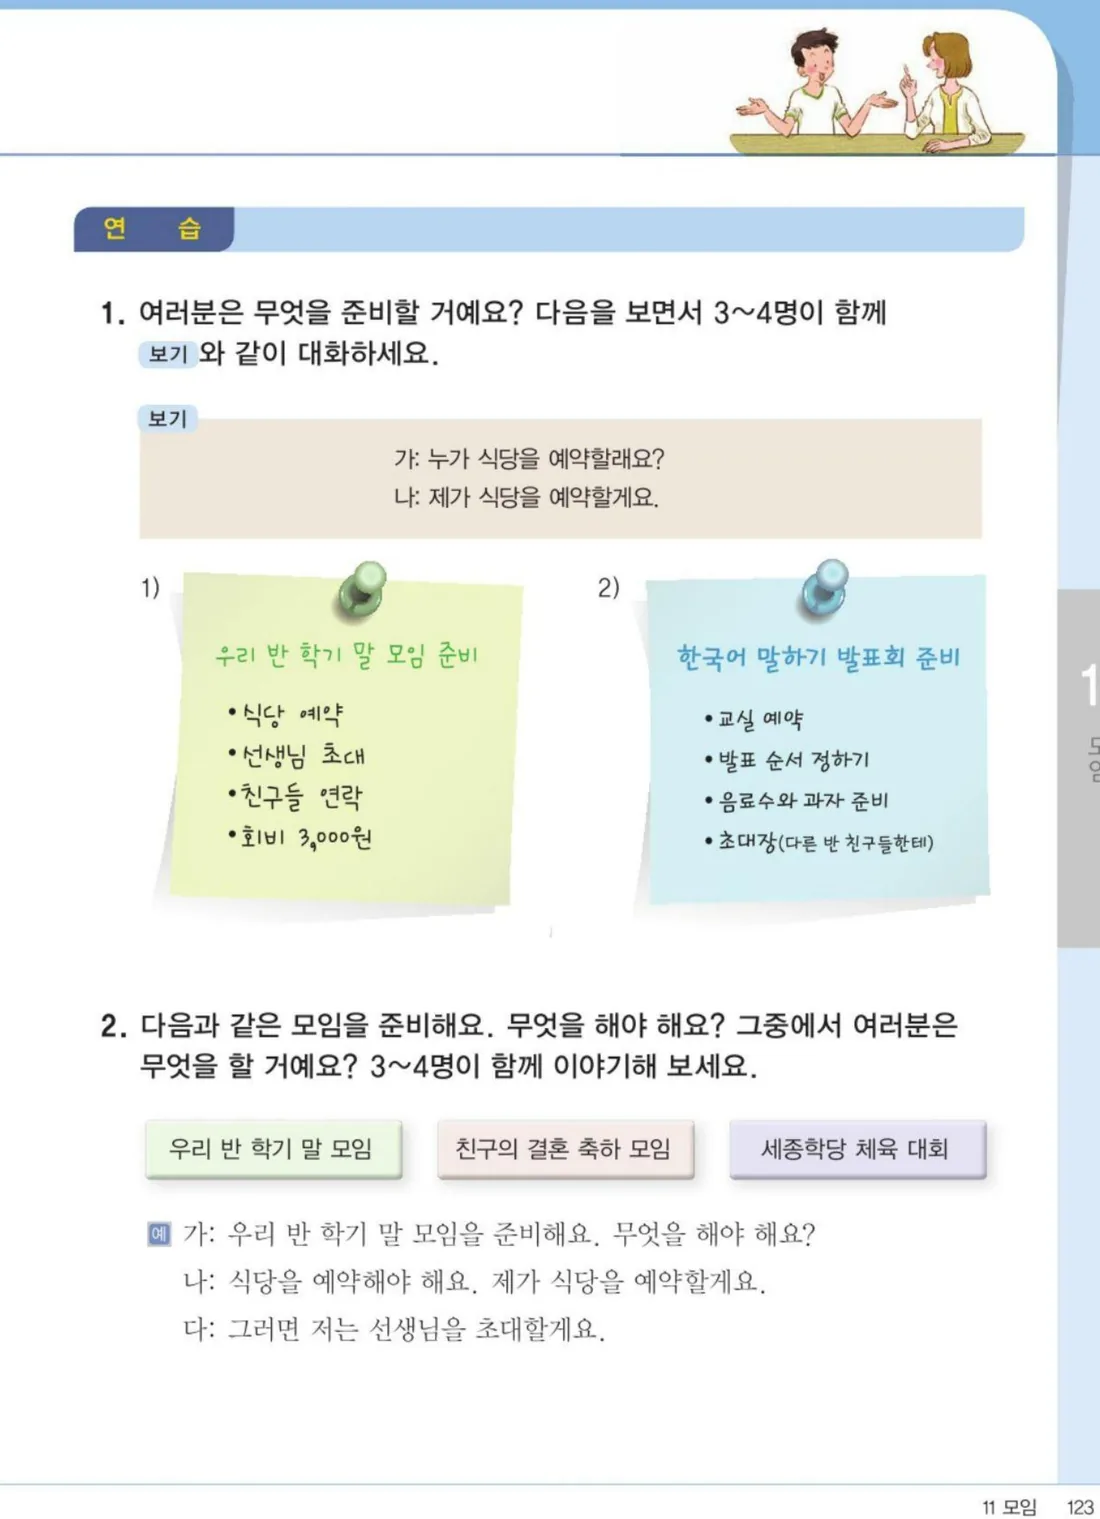 연 습
1. 여러분은 무엇을 준비할 거예요? 다음을 보면서 3~4명이 함께
보기 와 같이 대화하세요.
보기
가: 누가 식당을 예약할래요?
나: 제가 식당을 예약할게요.
1)
우리 반 학기 말 모임 준비
• 식당 예약
• 선생님 초대
• 친구들 연락
• 회비 3,000원
2)
한국어 말하기 발표회 준비
• 교실 예약
• 발표 순서 정하기
• 음료수와 과자 준비
• 초대장(다른 반 친구들한테)
1
모임
2. 다음과 같은 모임을 준비해요. 무엇을 해야 해요? 그중에서 여러분은
무엇을 할 거예요? 3~4명이 함께 이야기해 보세요.
우리 반 학기 말 모임
친구의 결혼 축하 모임
세종학당 체육 대회
예 가: 우리 반 학기 말 모임을 준비해요. 무엇을 해야 해요?
나: 식당을 예약해야 해요. 제가 식당을 예약할게요.
다: 그러면 저는 선생님을 초대할게요.
11 모임 123